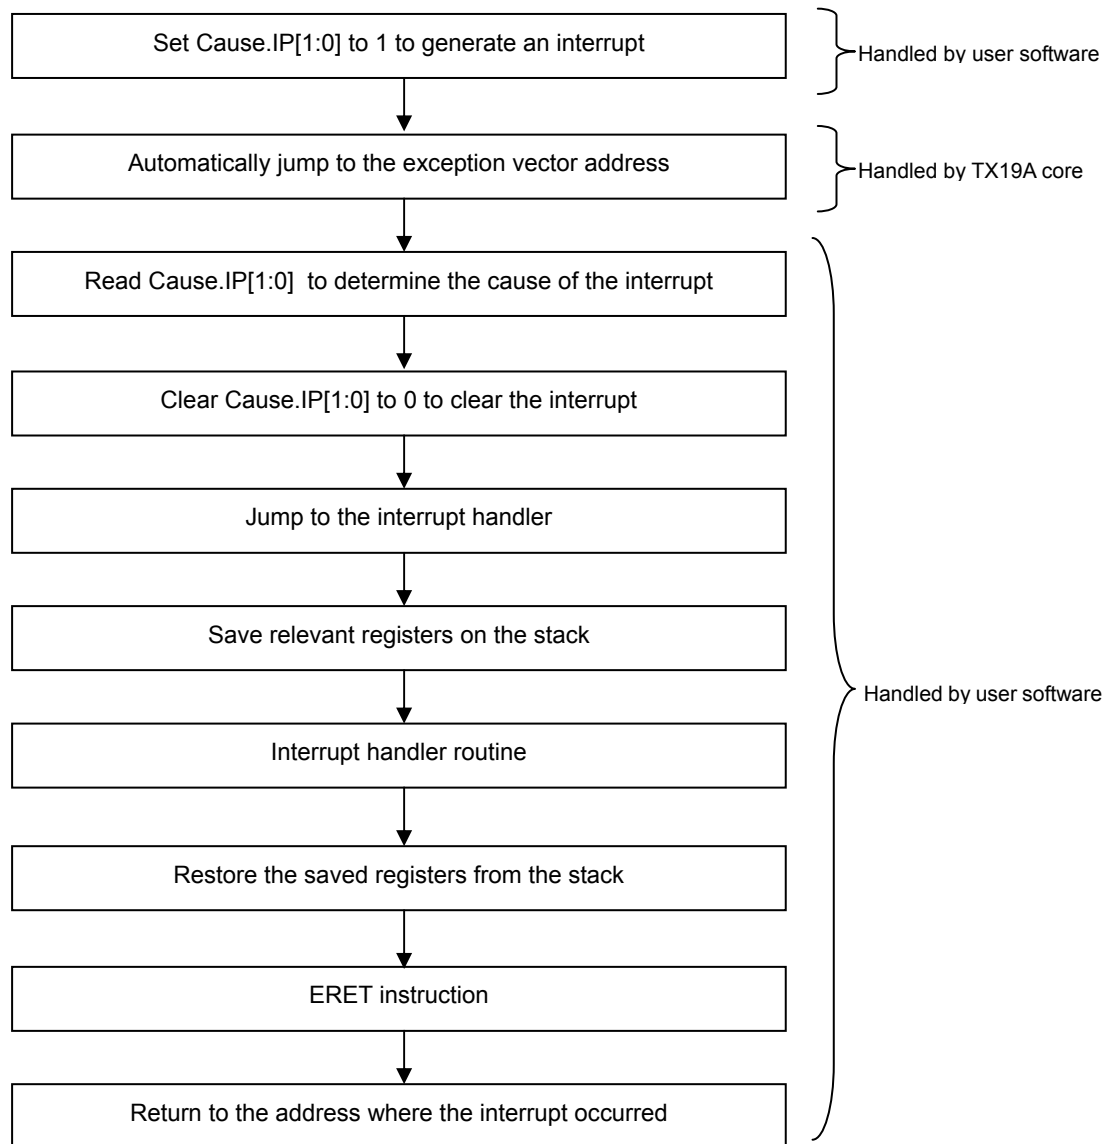 Set Cause.IP[1:0] to 1 to generate an interrupt
Handled by user software
Automatically jump to the exception vector address
Handled by TX19A core
Read Cause.IP[1:0] to determine the cause of the interrupt
Clear Cause.IP[1:0] to 0 to clear the interrupt
Jump to the interrupt handler
Save relevant registers on the stack
Handled by user software
Interrupt handler routine
Restore the saved registers from the stack
ERET instruction
Return to the address where the interrupt occurred